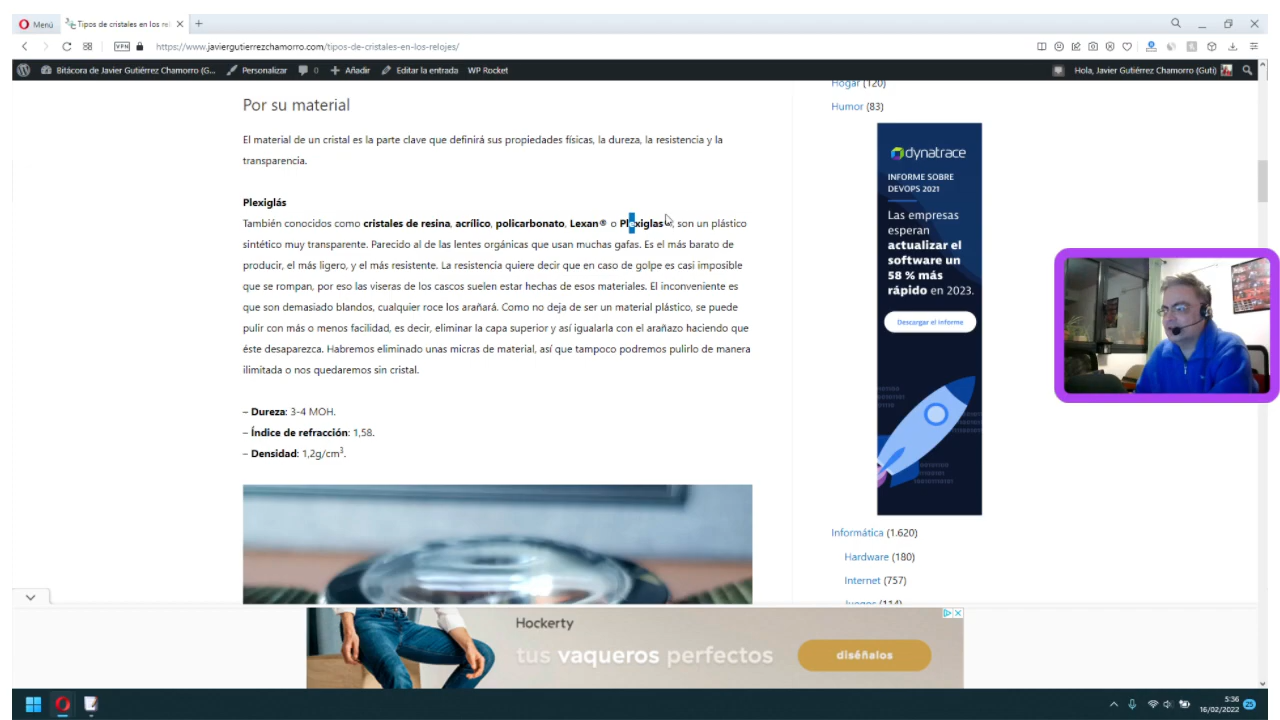 Menú
Tipos de cristales en los rel
VPN
https://www.javiergutierrezchamorro.com/tipos-de-cristales-en-los-relojes/
Bitácora de Javier Gutiérrez Chamorro (G... Personalizar 0 Añadir Editar la entrada WP Rocket
Hola, Javier Gutiérrez Chamorro (Guti)
Por su material
El material de un cristal es la parte clave que definirá sus propiedades físicas, la dureza, la resistencia y la
transparencia.
Plexiglás
También conocidos como cristales de resina, acrílico, policarbonato, Lexan® o Plexiglas®, son un plástico
sintético muy transparente. Parecido al de las lentes orgánicas que usan muchas gafas. Es el más barato de
producir, el más ligero, y el más resistente. La resistencia quiere decir que en caso de golpe es casi imposible
que se rompan, por eso las viseras de los cascos suelen estar hechas de esos materiales. El inconveniente es
que son demasiado blandos, cualquier roce los arañará. Como no deja de ser un material plástico, se puede
pulir con más o menos facilidad, es decir, eliminar la capa superior y así igualarla con el arañazo haciendo que
éste desaparezca. Habremos eliminado unas micras de material, así que tampoco podremos pulirlo de manera
ilimitada o nos quedaremos sin cristal.
– Dureza: 3-4 MOH.
– Índice de refracción: 1,58.
– Densidad: 1,2g/cm³.
Hogar (120)
Humor (83)
dynatrace
INFORME SOBRE
DEVOPS 2021
Las empresas
esperan
actualizar el
software un
58 % más
rápido en 2023.
Descargar el informe
Informática (1.620)
Hardware (180)
Internet (757)
Juegos (114)
Hockerty
tus vaqueros perfectos
diséñalos
5:36
16/02/2022
25